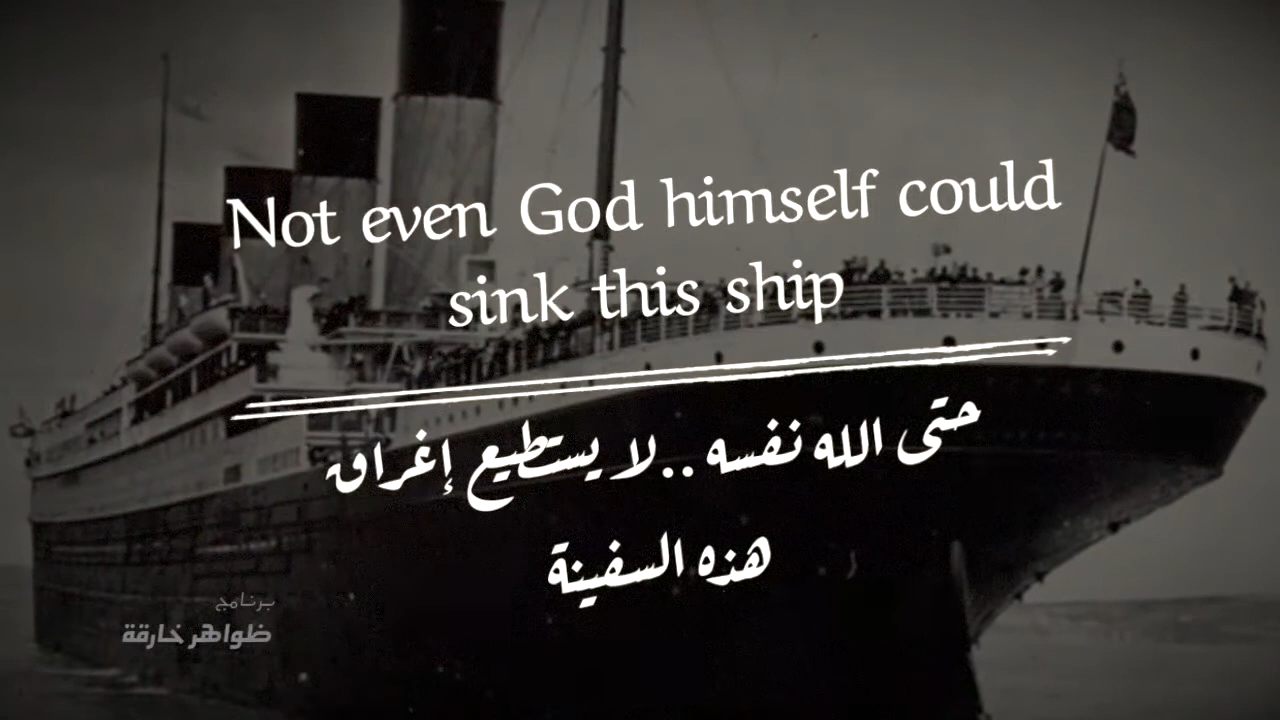 Not even God himself could
sink this ship
حتى الله نفسه .. لا يستطيع إغراق
هذه السفينة
برنامج
ظواهر خارقة